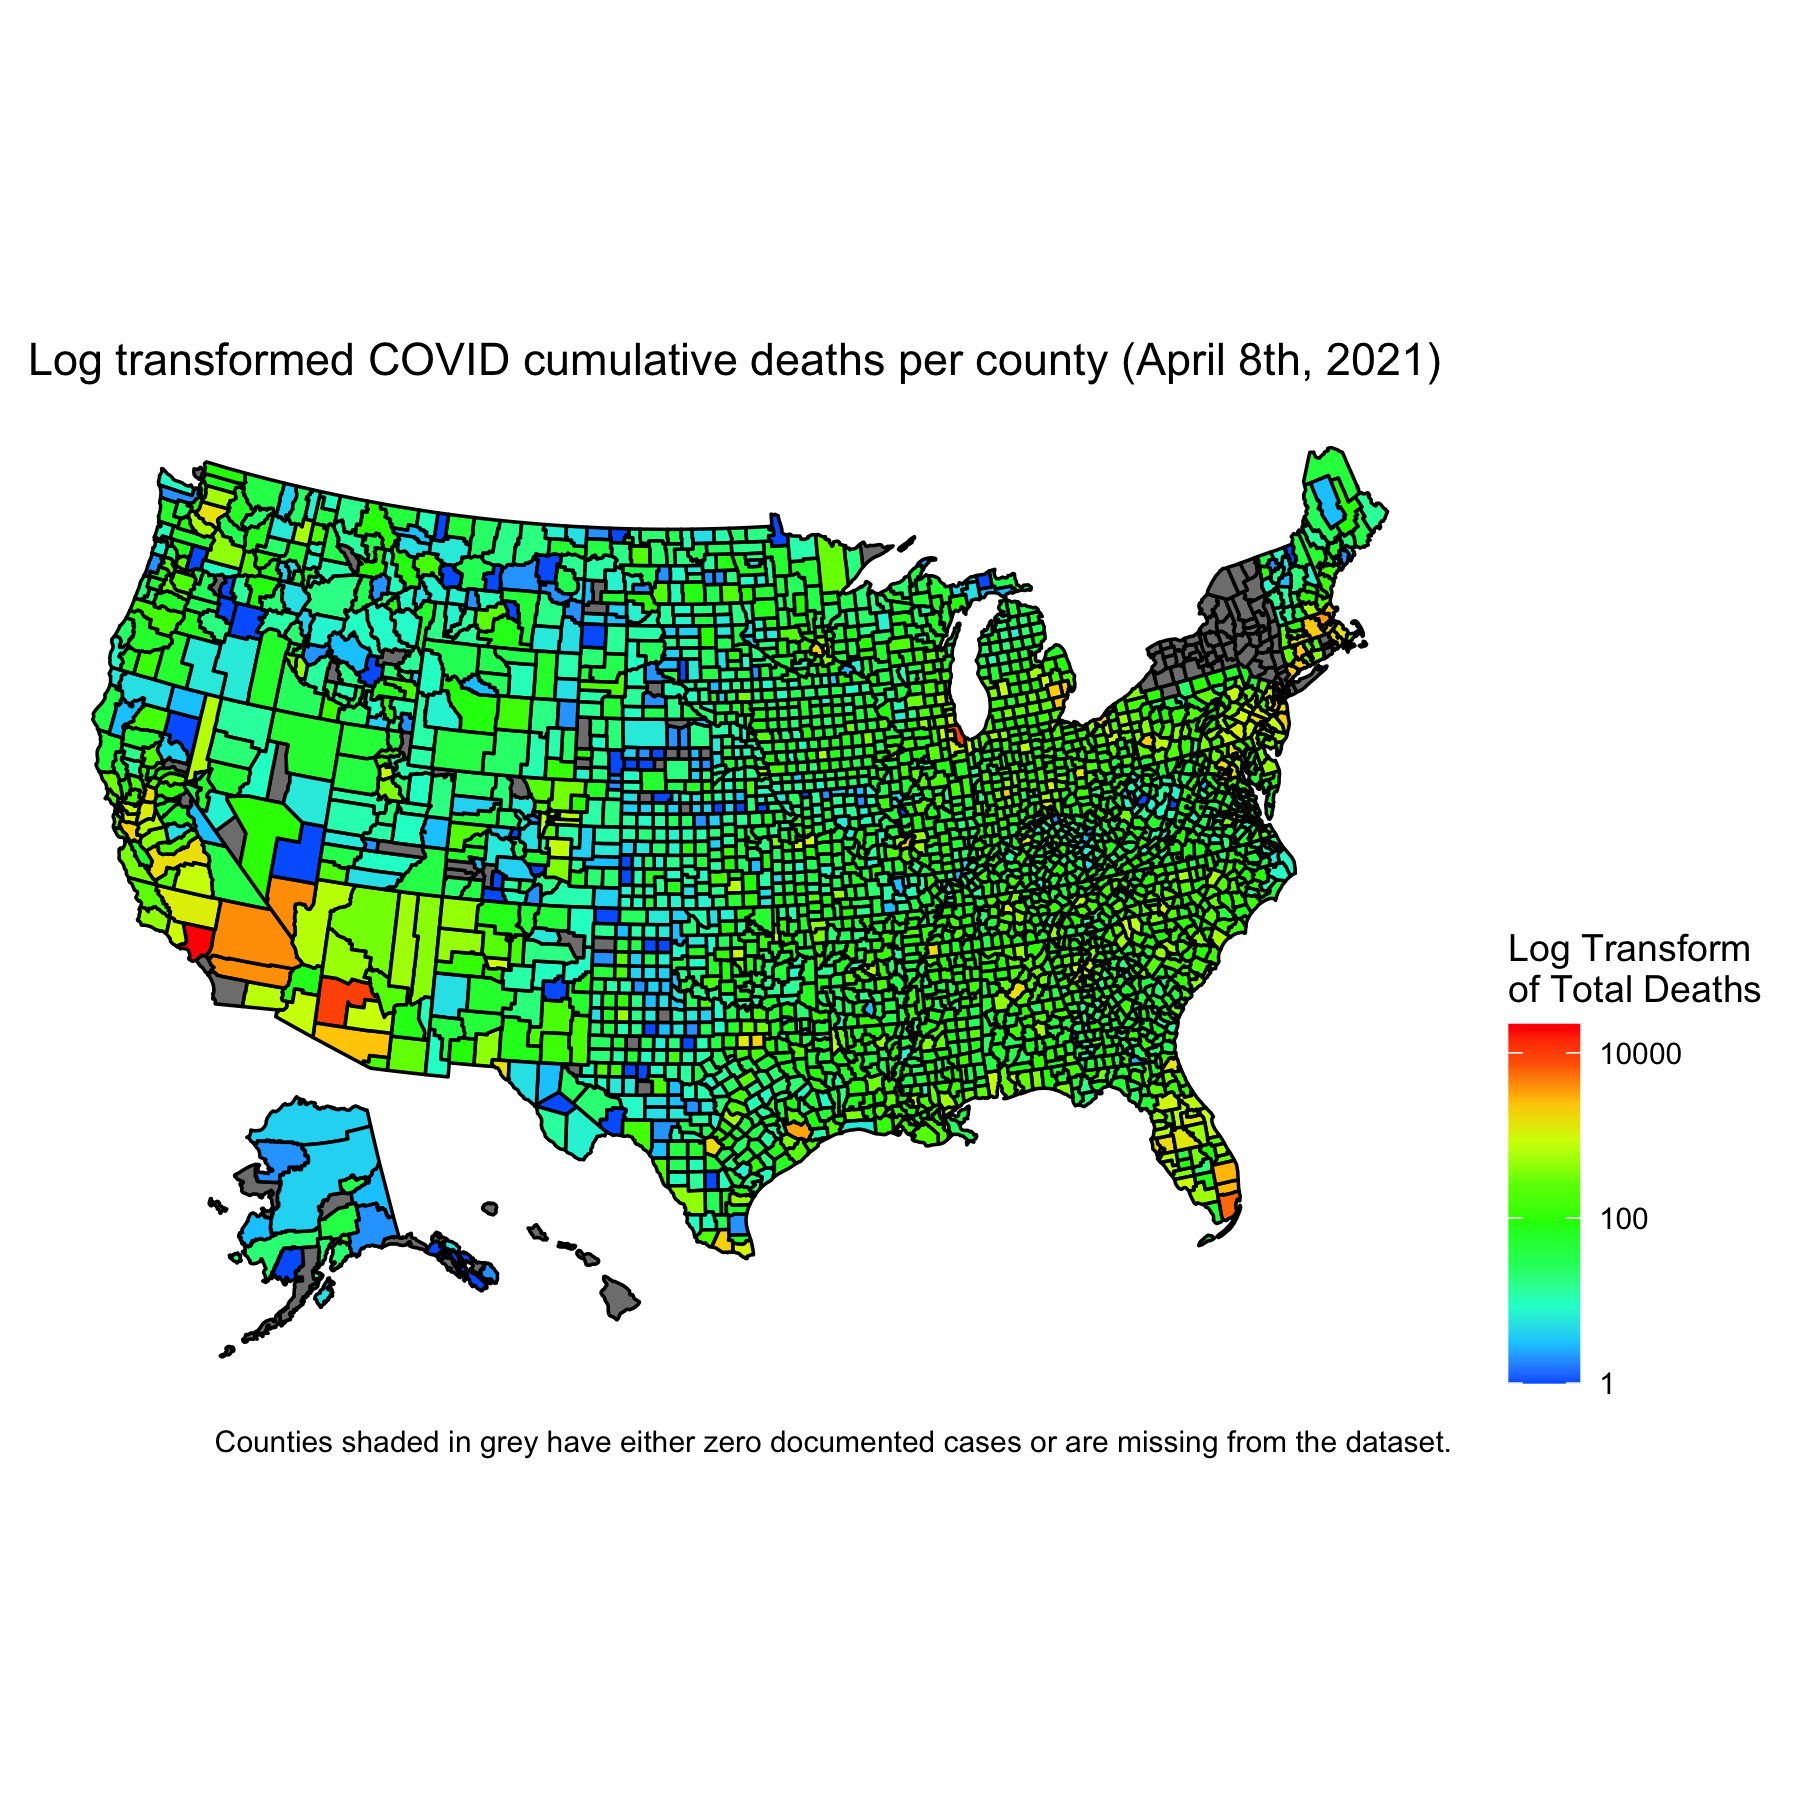 Log transformed COVID cumulative deaths per county (April 8th, 2021)
Log Transform
of Total Deaths
10000
100
1
Counties shaded in grey have either zero documented cases or are missing from the dataset.